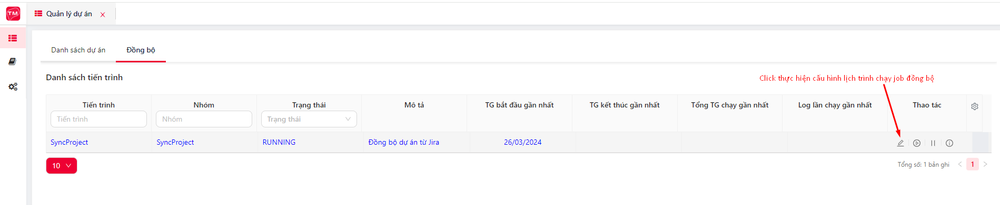 TM
Quản lý dự án
Danh sách dự án
Đồng bộ
Danh sách tiến trình
Click thực hiện cấu hình lịch trình chạy job đồng bộ
Tiến trình
Nhóm
Trạng thái
Mô tả
TG bắt đầu gần nhất
TG kết thúc gần nhất
Tổng TG chạy gần nhất
Log lần chạy gần nhất
Thao tác
Tiến trình
Nhóm
Trạng thái
SyncProject
SyncProject
RUNNING
Đồng bộ dự án từ Jira
26/03/2024
10
Tổng số: 1 bản ghi
1